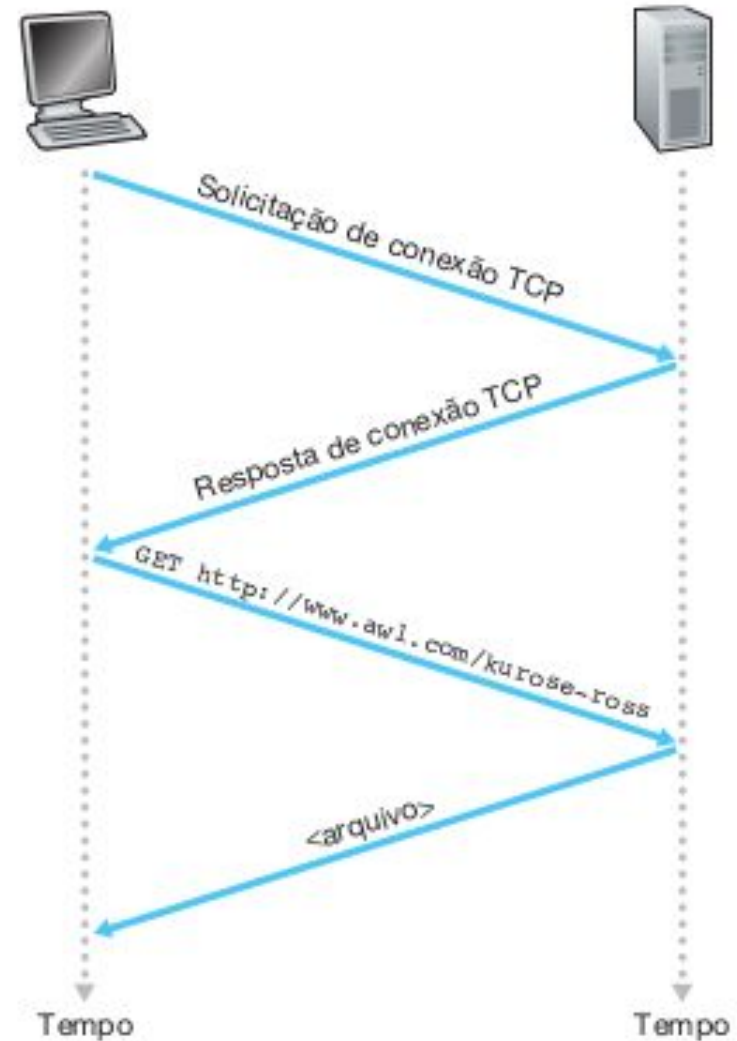 Solicitação de conexão TCP
Resposta de conexão TCP
GET http://www.awl.com/kurose-ross
<arquivo>
Tempo
Tempo